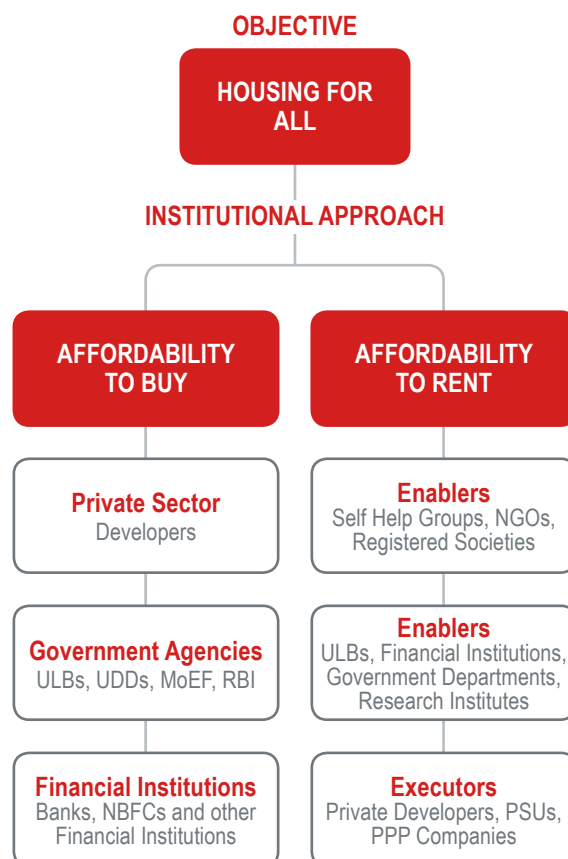 OBJECTIVE
HOUSING FOR
ALL
INSTITUTIONAL APPROACH
AFFORDABILITY
TO BUY
Private Sector
Developers
Government Agencies
ULBs, UDDs, MoEF, RBI
Financial Institutions
Banks, NBFCs and other
Financial Institutions
AFFORDABILITY
TO RENT
Enablers
Self Help Groups, NGOs,
Registered Societies
Enablers
ULBs, Financial Institutions,
Government Departments,
Research Institutes
Executors
Private Developers, PSUs,
PPP Companies